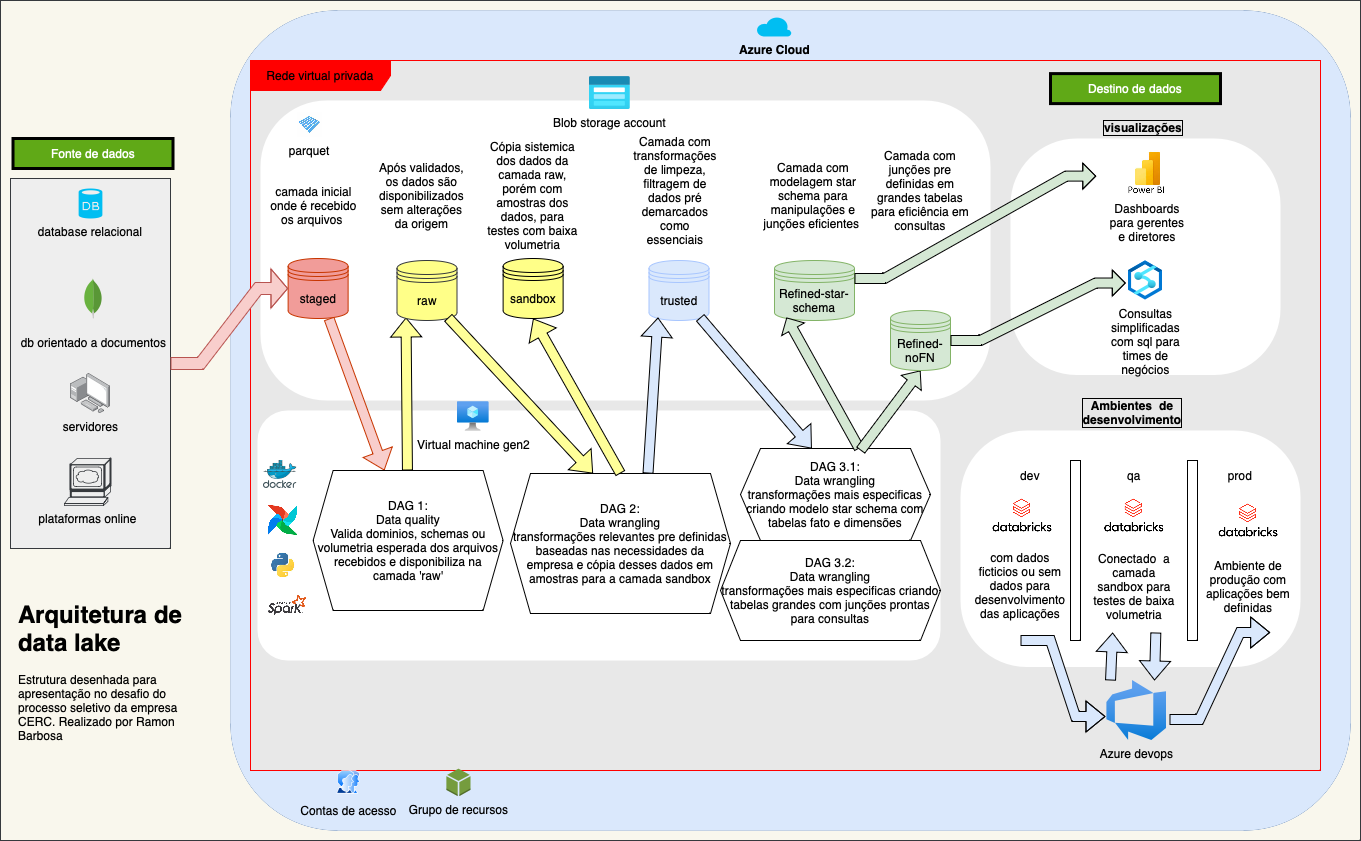 Azure Cloud
Rede virtual privada
Fonte de dados
DB
database relacional
db orientado a documentos
servidores
plataformas online
Arquitetura de
data lake
Estrutura desenhada para
apresentação no desafio do
processo seletivo da empresa
CERC. Realizado por Ramon
Barbosa
Blob storage account
parquet
camada inicial
onde é recebido
os arquivos
Após validados,
os dados são
disponibilizados
sem alterações
da origem
Cópia sistemica
dos dados da
camada raw,
porém com
amostras dos
dados, para
testes com baixa
volumetria
Camada com
transformações
de limpeza,
filtragem de
dados pré
demarcados
como
essenciais
Camada com
modelagem star
schema para
manipulações e
junções eficientes
Camada com
junções pre
definidas em
grandes tabelas
para eficiência em
consultas
staged
raw
sandbox
trusted
Refined-star-
schema
Refined-
noFN
Virtual machine gen2
docker
Spark
DAG 1:
Data quality
Valida dominios, schemas ou
volumetria esperada dos arquivos
recebidos e disponibiliza na
camada 'raw'
DAG 2:
Data wrangling
transformações relevantes pre definidas
baseadas nas necessidades da
empresa e cópia desses dados em
amostras para a camada sandbox
DAG 3.1:
Data wrangling
transformações mais especificas
criando modelo star schema com
tabelas fato e dimensões
DAG 3.2:
Data wrangling
transformações mais especificas criando
tabelas grandes com junções prontas
para consultas
Destino de dados
visualizações
Power BI
Dashboards
para gerentes
e diretores
Consultas
simplificadas
com sql para
times de
negócios
Ambientes de
desenvolvimento
dev
databricks
com dados
ficticios ou sem
dados para
desenvolvimento
das aplicações
qa
databricks
Conectado a
camada
sandbox para
testes de baixa
volumetria
prod
databricks
Ambiente de
produção com
aplicações bem
definidas
Azure devops
Contas de acesso
Grupo de recursos